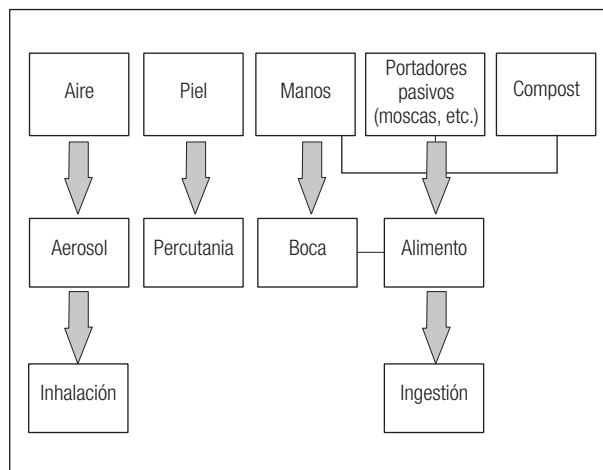 Aire
Piel
Manos
Portadores
pasivos
(moscas, etc.)
Compost
Aerosol
Percutania
Boca
Alimento
Inhalación
Ingestión